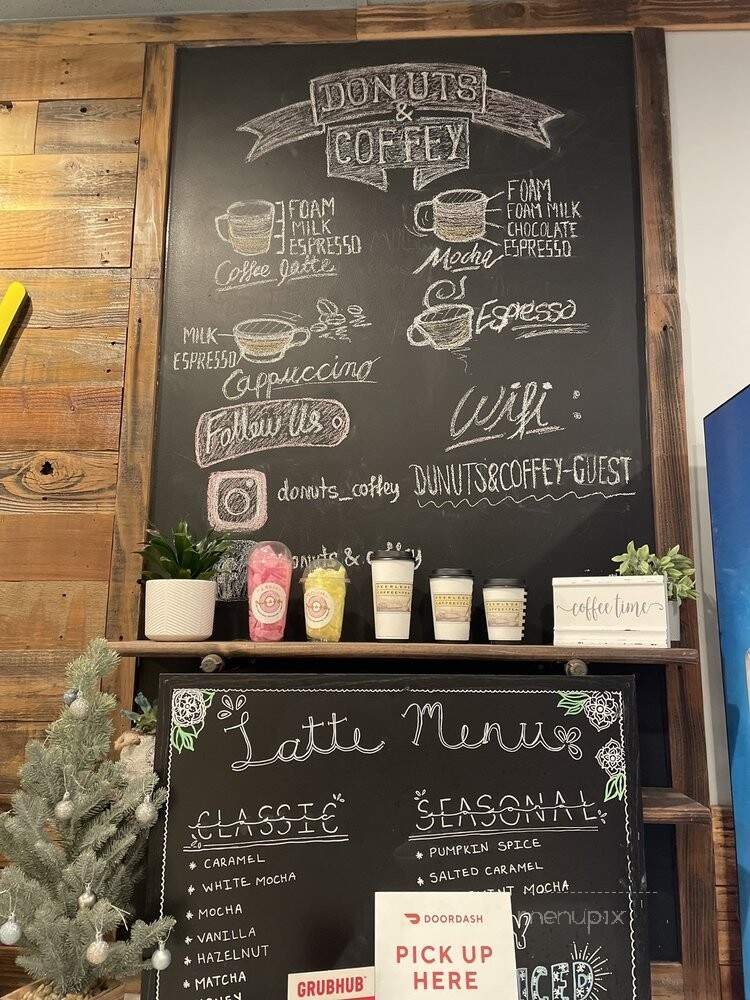 DONUTS
&
COFFEY
FOAM
MILK
ESPRESSO
Coffee latte
FOAM
FOAM MILK
CHOCOLATE
ESPRESSO
Mocha
MILK
ESPRESSO
Cappuccino
Espresso
Follow Us
donuts_coffey
Wifi :
DUNUTS&COFFEY-GUEST
& 
coffee time
Latte Menu
CLASSIC
* CARAMEL
* WHITE MOCHA
* MOCHA
* VANILLA
* HAZELNUT
* MATCHA
SEASONAL
* PUMPKIN SPICE
* SALTED CARAMEL
MOCHA
DOORDASH
PICK UP
HERE
GRUBHUB
menupix